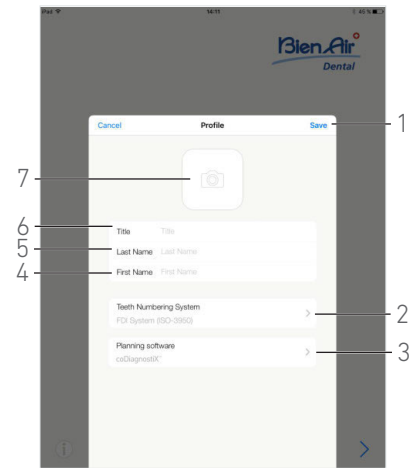 iPad 14:11 45 %
Bien Air
Dental
Cancel Profile Save 1
7
6 Title Title
5 Last Name Last Name
4 First Name First Name
Teeth Numbering System
FDI System (ISO-3950) 2
Planning software
coDiagnostiX™ 3